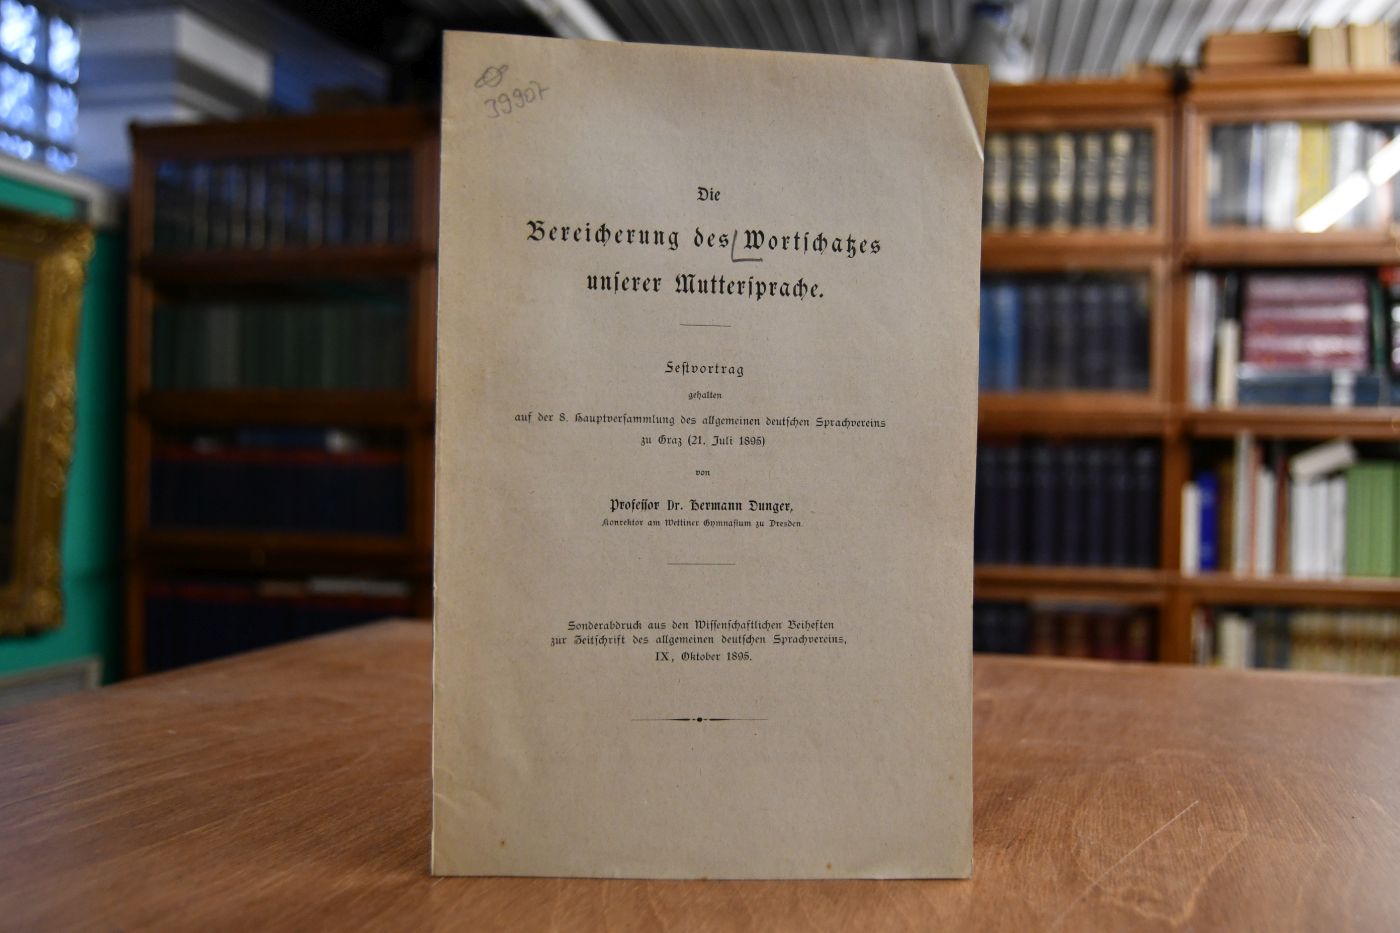 39907
Die
Bereicherung des Wortschatzes
unserer Muttersprache.
Festvortrag
gehalten
auf der 8. Hauptversammlung des allgemeinen deutschen Sprachvereins
zu Graz (21. Juli 1895)
von
Professor Dr. Hermann Dunger,
Konrektor am Wettiner Gymnasium zu Dresden.
Sonderabdruck aus den Wissenschaftlichen Beiheften
zur Zeitschrift des allgemeinen deutschen Sprachvereins,
IX, Oktober 1895.